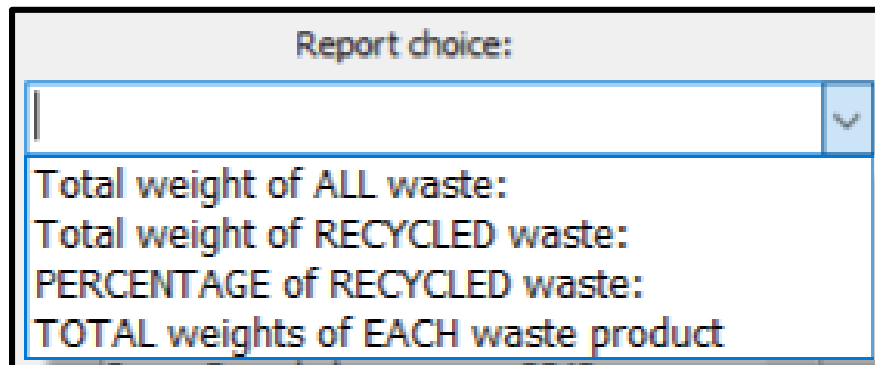 Report choice:
Total weight of ALL waste:
Total weight of RECYCLED waste:
PERCENTAGE of RECYCLED waste:
TOTAL weights of EACH waste product